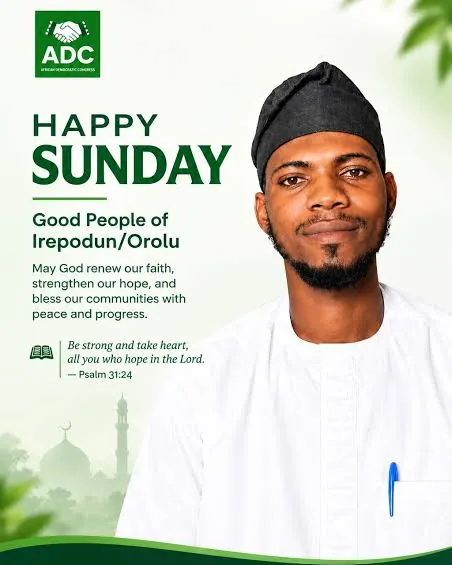 ADC
AFRICAN DEMOCRATIC CONGRESS
HAPPY
SUNDAY
Good People of
Irepodun/Orolu
May God renew our faith,
strengthen our hope, and
bless our communities with
peace and progress.
Be strong and take heart,
all you who hope in the Lord.
— Psalm 31:24